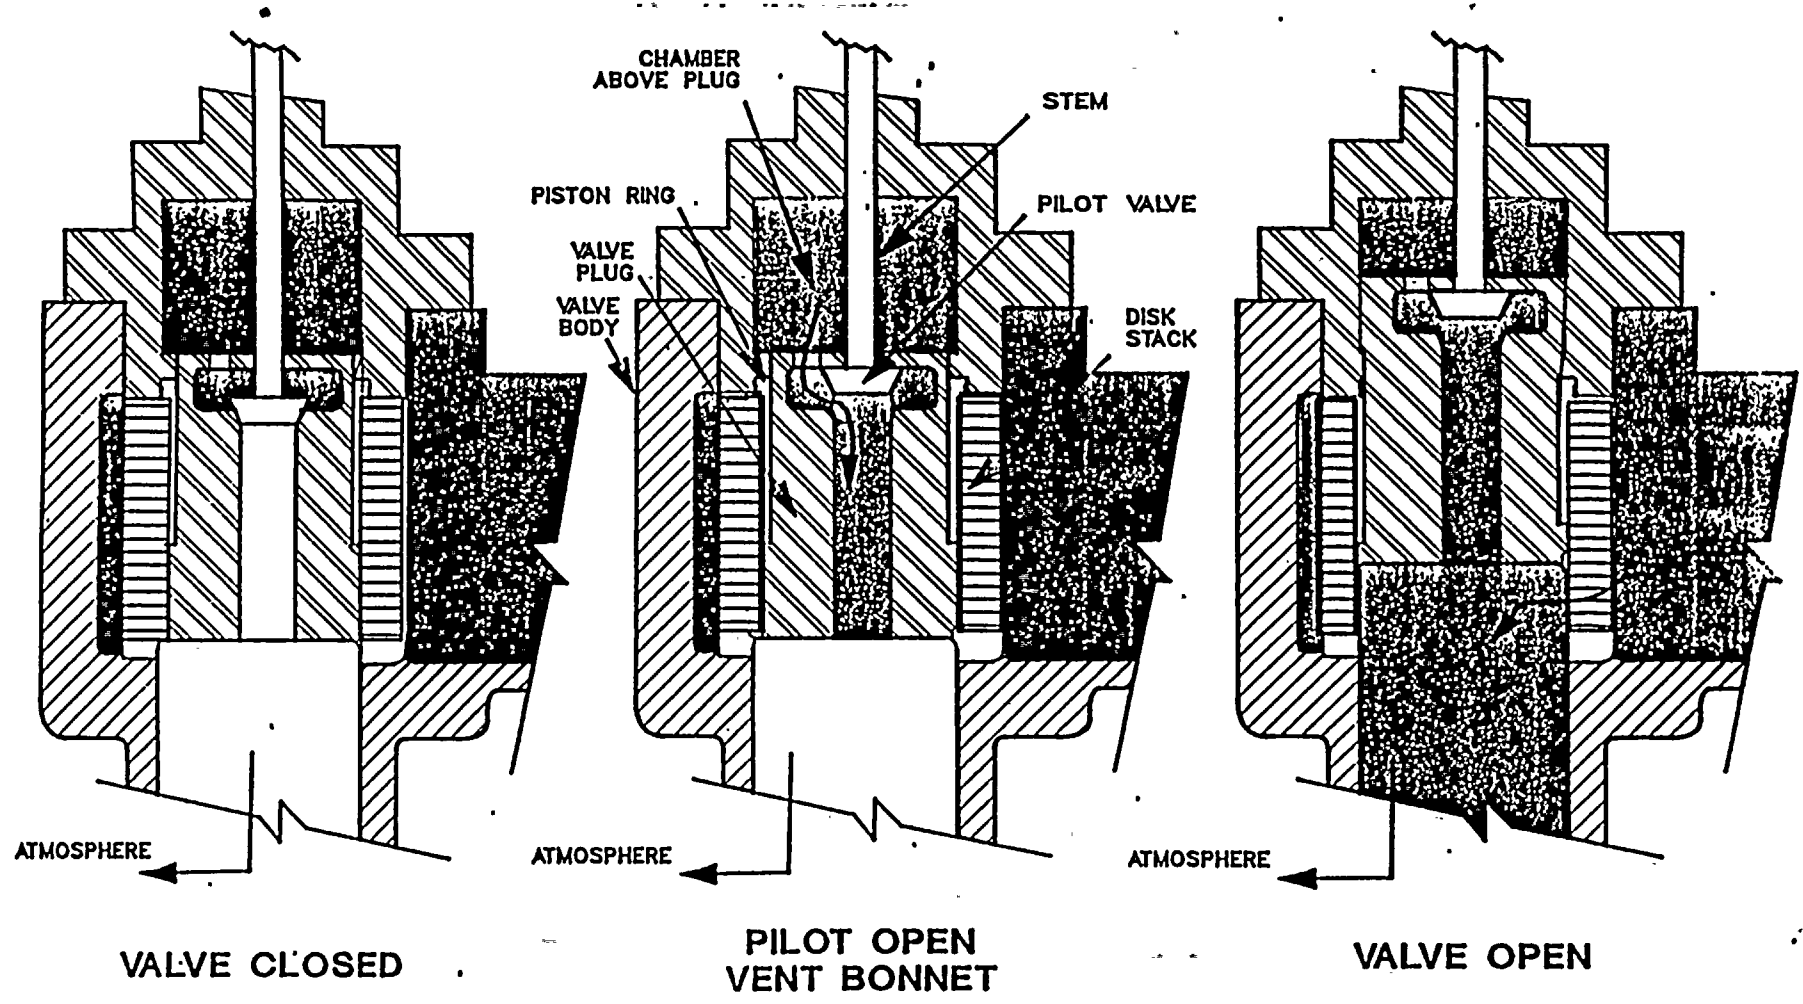 CHAMBER
ABOVE PLUG
STEM
PISTON RING
PILOT VALVE
VALVE
PLUG
VALVE
BODY
DISK
STACK
ATMOSPHERE
ATMOSPHERE
ATMOSPHERE
VALVE CLOSED
PILOT OPEN
VENT BONNET
VALVE OPEN